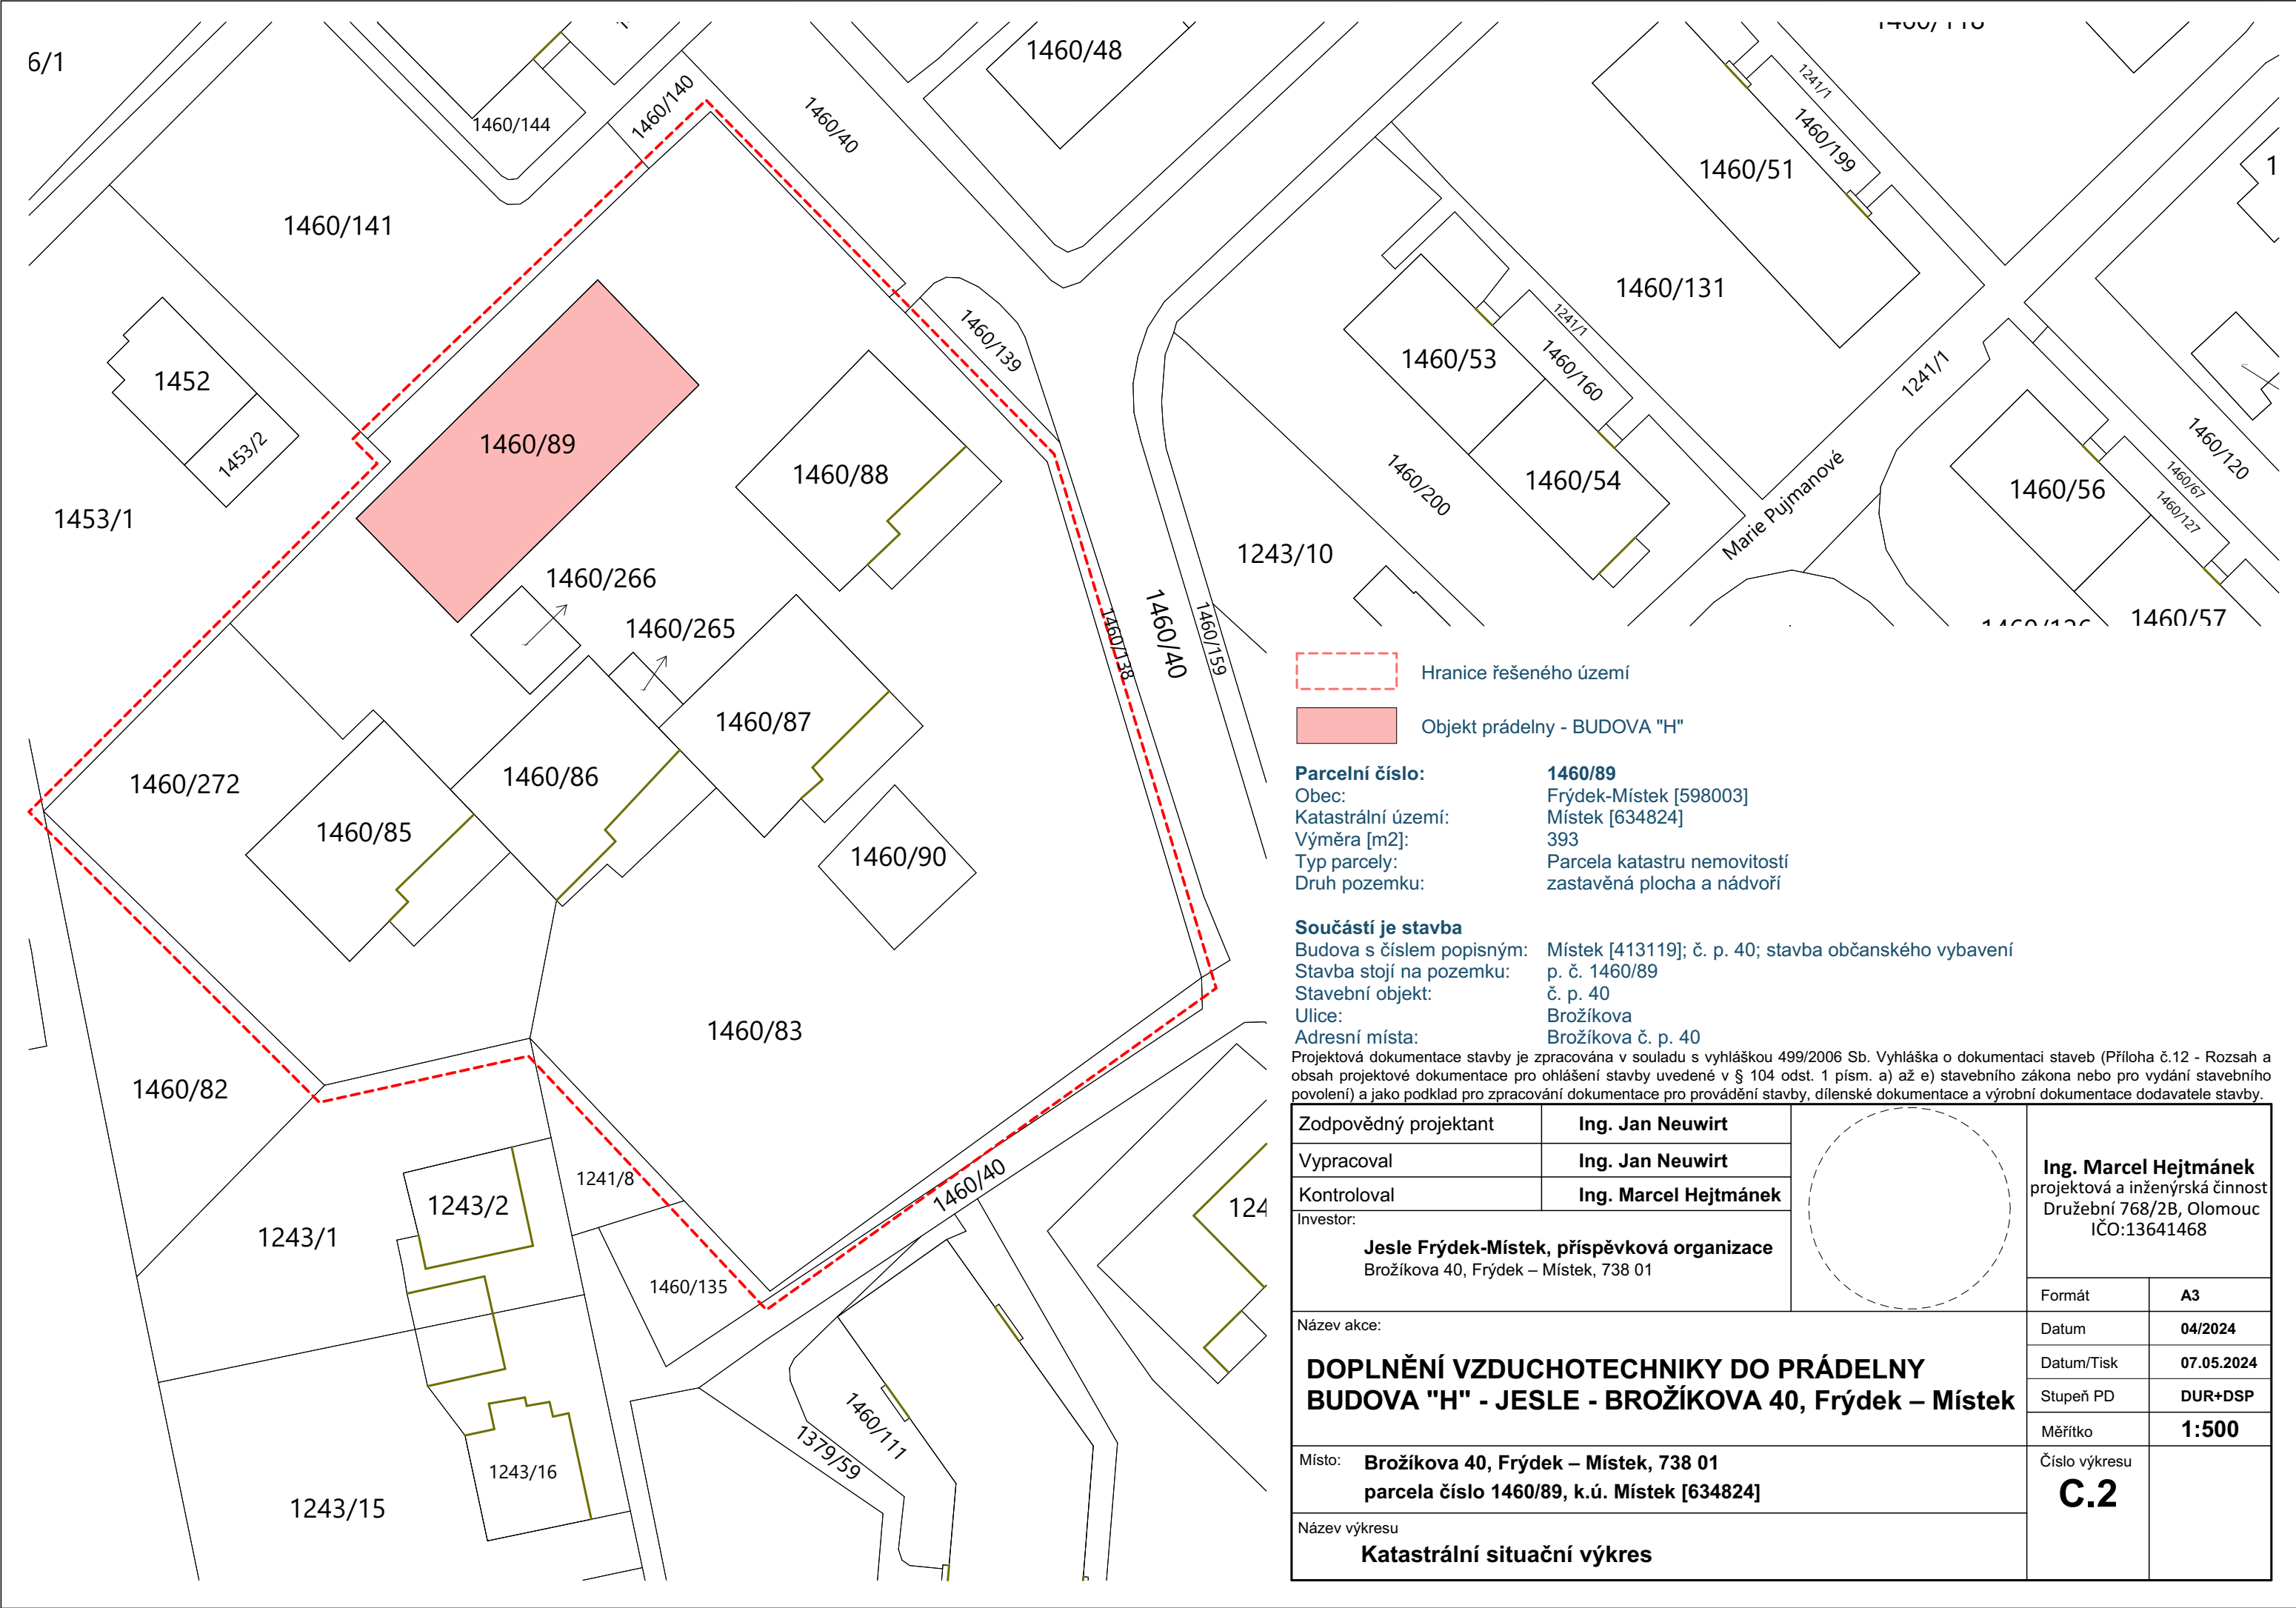 6/1
1460/144
1460/140
1460/40
1460/48
1460/51
1241/1
1460/199
1460/141
1460/131
1460/139
1452
1453/2
1453/1
1460/89
1460/88
1460/53
1241/1
1460/160
1460/54
1460/200
1241/1
Marie Pujmanové
1460/120
1460/56
1460/67
1460/127
1460/57
1243/10
1460/266
1460/265
1460/138
1460/40
1460/159
1460/87
1460/86
1460/272
1460/85
1460/90
1460/83
1460/82
1241/8
1243/2
1243/1
1460/135
1460/40
124
1460/111
1379/59
1243/16
1243/15
Hranice řešeného území
Objekt prádelny - BUDOVA "H"
Parcelní číslo: 1460/89
Obec: Frýdek-Místek [598003]
Katastrální území: Místek [634824]
Výměra [m2]: 393
Typ parcely: Parcela katastru nemovitostí
Druh pozemku: zastavěná plocha a nádvoří
Součástí je stavba
Budova s číslem popisným: Místek [413119]; č. p. 40; stavba občanského vybavení
Stavba stojí na pozemku: p. č. 1460/89
Stavební objekt: č. p. 40
Ulice: Brožíkova
Adresní místa: Brožíkova č. p. 40
Projektová dokumentace stavby je zpracována v souladu s vyhláškou 499/2006 Sb. Vyhláška o dokumentaci staveb (Příloha č.12 - Rozsah a
obsah projektové dokumentace pro ohlášení stavby uvedené v § 104 odst. 1 písm. a) až e) stavebního zákona nebo pro vydání stavebního
povolení) a jako podklad pro zpracování dokumentace pro provádění stavby, dílenské dokumentace a výrobní dokumentace dodavatele stavby.
Zodpovědný projektant Ing. Jan Neuwirt
Vypracoval Ing. Jan Neuwirt
Kontroloval Ing. Marcel Hejtmánek
Investor:
Jesle Frýdek-Místek, příspěvková organizace
Brožíkova 40, Frýdek – Místek, 738 01
Ing. Marcel Hejtmánek
projektová a inženýrská činnost
Družební 768/2B, Olomouc
IČO:13641468
Formát A3
Datum 04/2024
Datum/Tisk 07.05.2024
Stupeň PD DUR+DSP
Měřítko 1:500
Název akce:
DOPLNĚNÍ VZDUCHOTECHNIKY DO PRÁDELNY
BUDOVA "H" - JESLE - BROŽÍKOVA 40, Frýdek – Místek
Místo: Brožíkova 40, Frýdek – Místek, 738 01
parcela číslo 1460/89, k.ú. Místek [634824]
Číslo výkresu
C.2
Název výkresu
Katastrální situační výkres